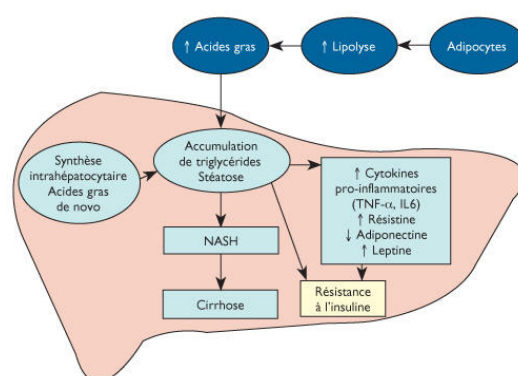 ↑ Acides gras
↑ Lipolyse
Adipocytes
Synthèse
intrahépatocytaire
Acides gras
de novo
Accumulation
de triglycérides
Stéatose
↑ Cytokines
pro-inflammatoires
(TNF-α, IL6)
↑ Résistine
↓ Adiponectine
↑ Leptine
NASH
Cirrhose
Résistance
à l'insuline